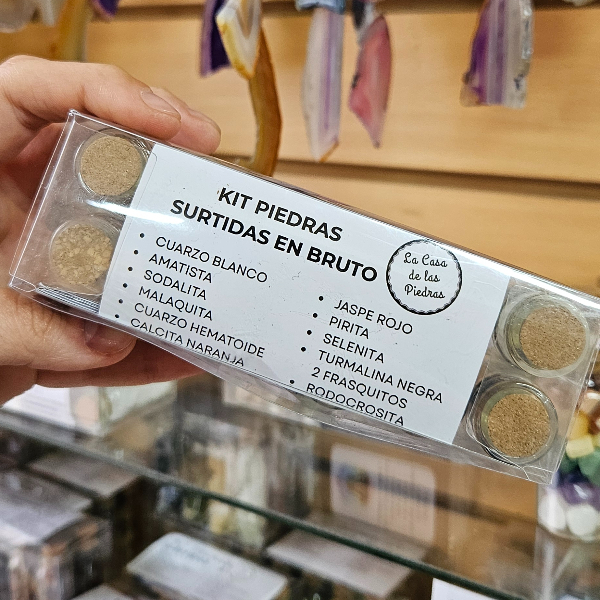 KIT PIEDRAS
SURTIDAS EN BRUTO
La Casa
de las
Piedras
• CUARZO BLANCO
• AMATISTA
• SODALITA
• MALAQUITA
• CUARZO HEMATOIDE
• CALCITA NARANJA
• JASPE ROJO
• PIRITA
• SELENITA
• TURMALINA NEGRA
• 2 FRASQUITOS
• RODOCROSITA